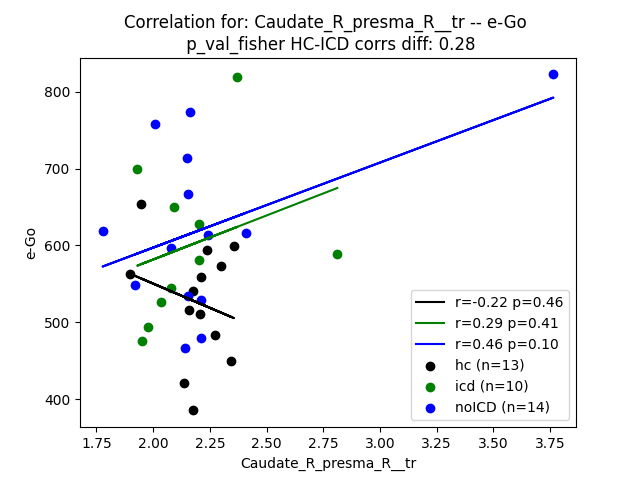 Correlation for: Caudate_R_presma_R__tr -- e-Go
p_val_fisher HC-ICD corrs diff: 0.28
e-Go
800
700
600
500
400
r=-0.22 p=0.46
r=0.29 p=0.41
r=0.46 p=0.10
hc (n=13)
icd (n=10)
noICD (n=14)
1.75 2.00 2.25 2.50 2.75 3.00 3.25 3.50 3.75
Caudate_R_presma_R__tr